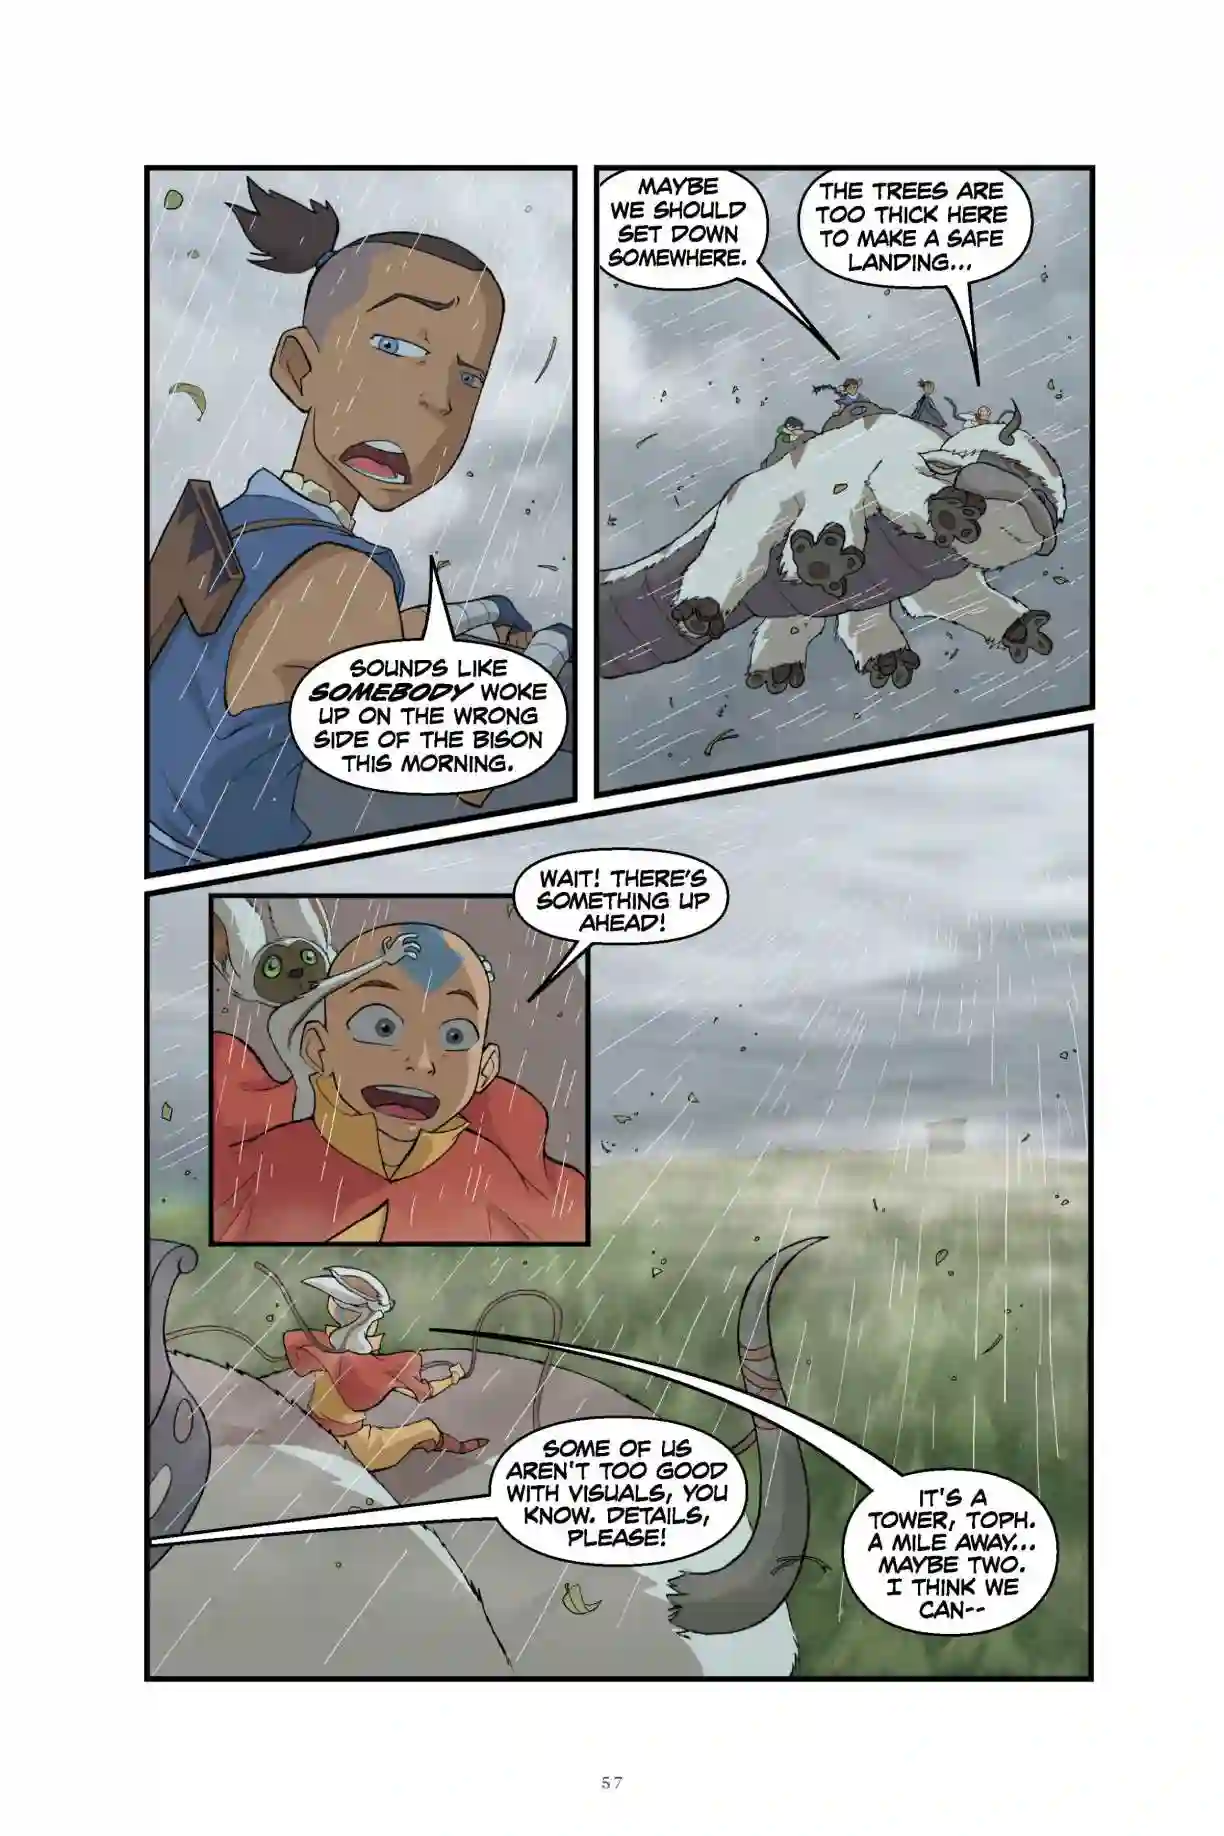 SOUNDS LIKE
SOMEBODY WOKE
UP ON THE WRONG
SIDE OF THE BISON
THIS MORNING.
MAYBE
WE SHOULD
SET DOWN
SOMEWHERE.
THE TREES ARE
TOO THICK HERE
TO MAKE A SAFE
LANDING...
WAIT! THERE'S
SOMETHING UP
AHEAD!
SOME OF US
AREN'T TOO GOOD
WITH VISUALS, YOU
KNOW. DETAILS,
PLEASE!
IT'S A
TOWER, TOPH.
A MILE AWAY...
MAYBE TWO.
I THINK WE
CAN--
57